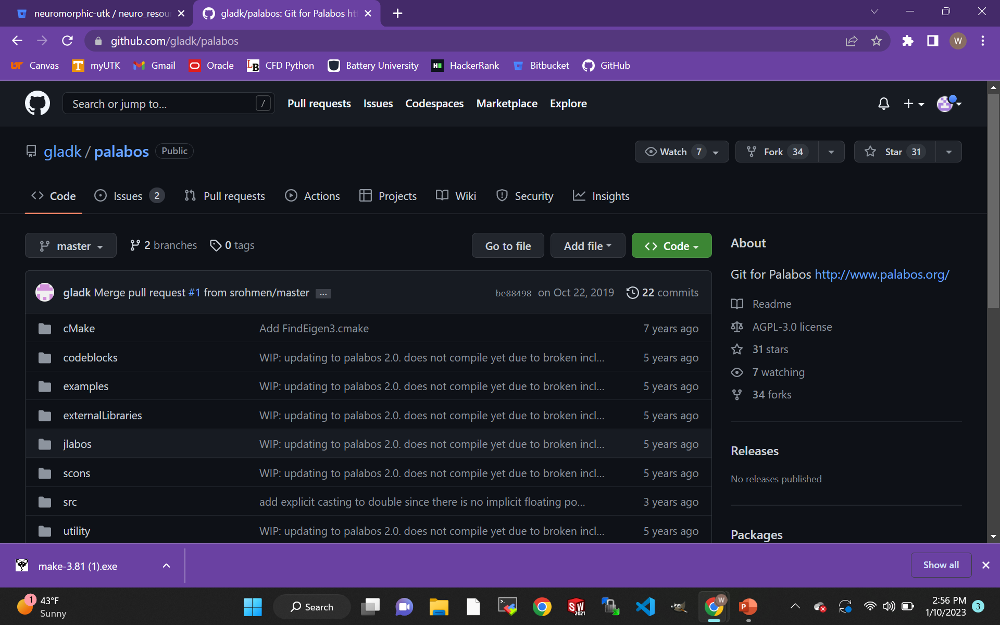 neuromorphic-utk / neuro_resou
gladk/palabos: Git for Palabos ht
github.com/gladk/palabos
W
Canvas myUTK Gmail Oracle CFD Python Battery University HackerRank Bitbucket GitHub
Search or jump to... /
Pull requests Issues Codespaces Marketplace Explore
gladk / palabos Public
Watch 7 Fork 34 Star 31
Code Issues 2 Pull requests Actions Projects Wiki Security Insights
master 2 branches 0 tags Go to file Add file Code
gladk Merge pull request #1 from srohmen/master ... be88498 on Oct 22, 2019 22 commits
cMake Add FindEigen3.cmake 7 years ago
codeblocks WIP: updating to palabos 2.0. does not compile yet due to broken incl... 5 years ago
examples WIP: updating to palabos 2.0. does not compile yet due to broken incl... 5 years ago
externalLibraries WIP: updating to palabos 2.0. does not compile yet due to broken incl... 5 years ago
jlabos WIP: updating to palabos 2.0. does not compile yet due to broken incl... 5 years ago
scons WIP: updating to palabos 2.0. does not compile yet due to broken incl... 5 years ago
src add explicit casting to double since there is no implicit floating po... 3 years ago
utility WIP: updating to palabos 2.0. does not compile yet due to broken incl... 5 years ago
About
Git for Palabos http://www.palabos.org/
Readme
AGPL-3.0 license
31 stars
7 watching
34 forks
Releases
No releases published
Packages
make-3.81 (1).exe
Show all
1
43°F
Sunny
Search
SW
2021
W
P
2:56 PM
1/10/2023
3